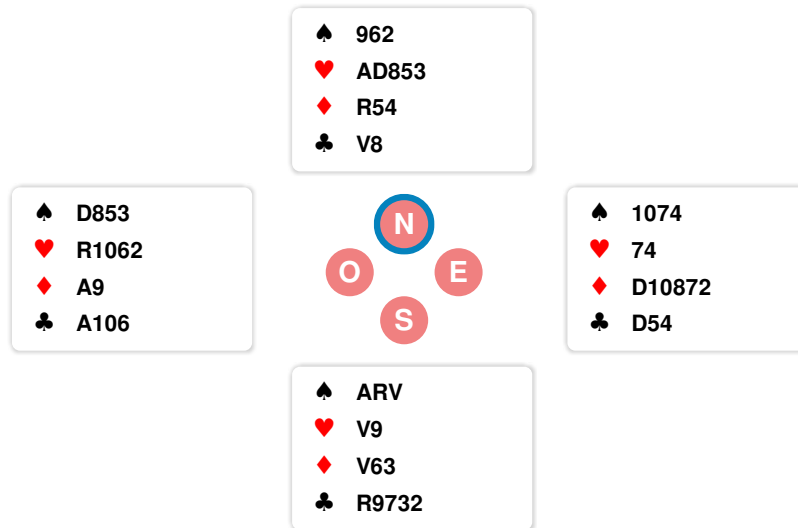 ♠ 962
♥ AD853
♦ R54
♣ V8
♠ D853
♥ R1062
♦ A9
♣ A106
N
O E
S
♠ 1074
♥ 74
♦ D10872
♣ D54
♠ ARV
♥ V9
♦ V63
♣ R9732